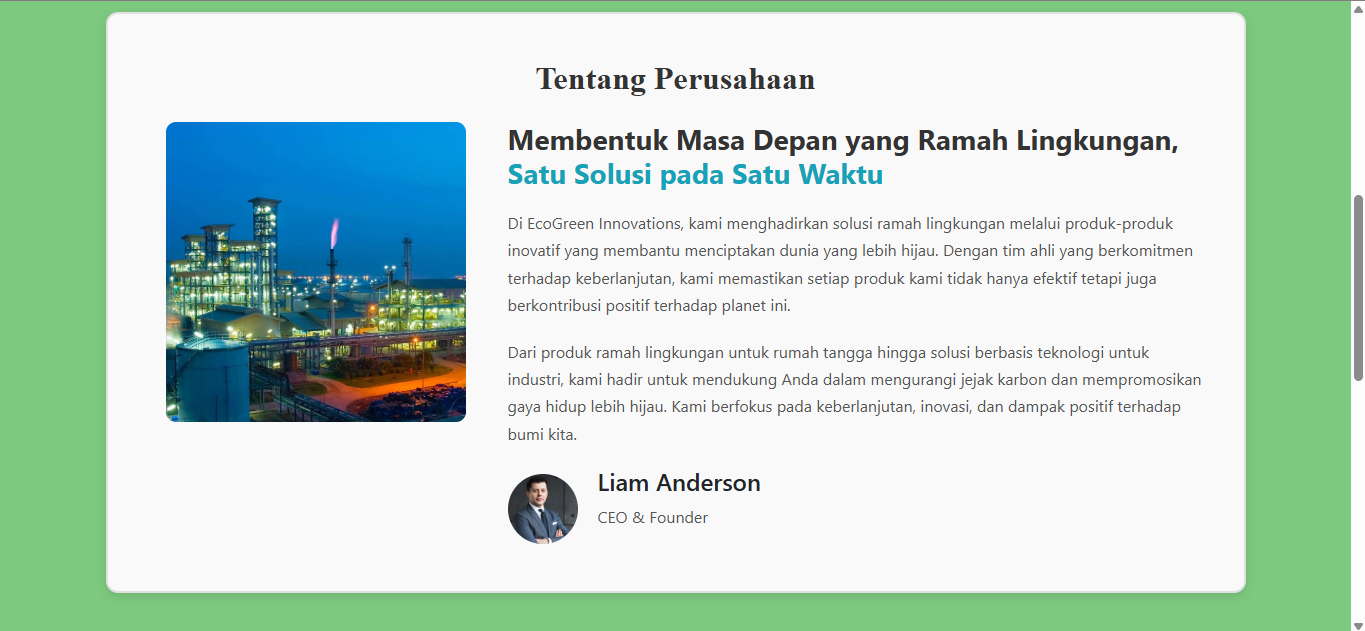 Tentang Perusahaan
Membentuk Masa Depan yang Ramah Lingkungan,
Satu Solusi pada Satu Waktu
Di EcoGreen Innovations, kami menghadirkan solusi ramah lingkungan melalui produk-produk
inovatif yang membantu menciptakan dunia yang lebih hijau. Dengan tim ahli yang berkomitmen
terhadap keberlanjutan, kami memastikan setiap produk kami tidak hanya efektif tetapi juga
berkontribusi positif terhadap planet ini.
Dari produk ramah lingkungan untuk rumah tangga hingga solusi berbasis teknologi untuk
industri, kami hadir untuk mendukung Anda dalam mengurangi jejak karbon dan mempromosikan
gaya hidup lebih hijau. Kami berfokus pada keberlanjutan, inovasi, dan dampak positif terhadap
bumi kita.
Liam Anderson
CEO & Founder